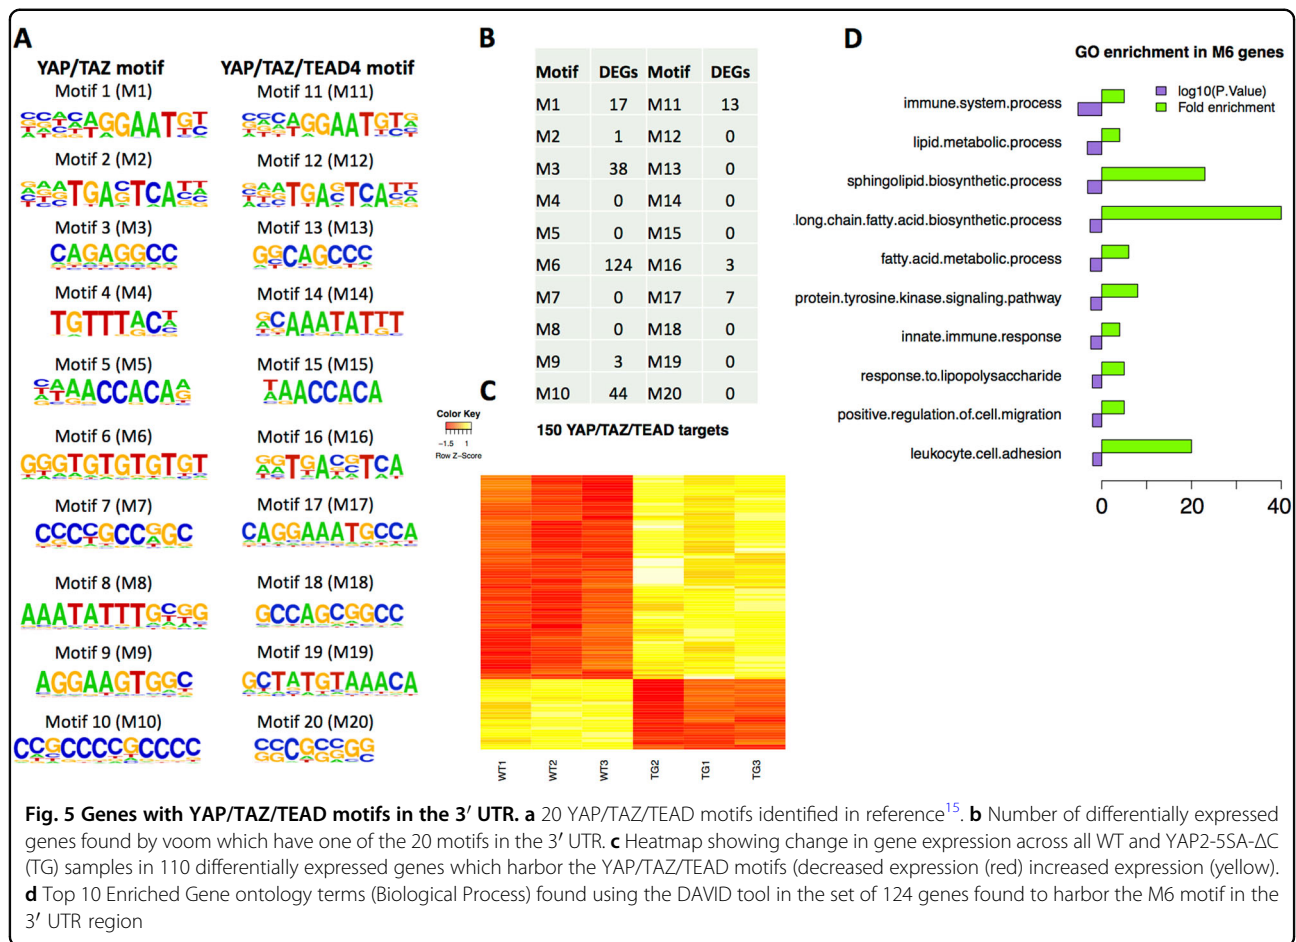 A
YAP/TAZ motif
YAP/TAZ/TEAD4 motif
Motif 1 (M1)
Motif 11 (M11)
Motif 2 (M2)
Motif 12 (M12)
Motif 3 (M3)
Motif 13 (M13)
CAGAGGCC
Motif 4 (M4)
Motif 14 (M14)
Motif 5 (M5)
Motif 15 (M15)
Motif 6 (M6)
Motif 16 (M16)
GGGTGTGTGTGT
Motif 7 (M7)
Motif 17 (M17)
CAGGAAATGCCA
Motif 8 (M8)
Motif 18 (M18)
GCCAGCGGCC
Motif 9 (M9)
Motif 19 (M19)
AGGAAGTGGC
GCTATGTAAACA
Motif 10 (M10)
Motif 20 (M20)
CCGCCCCGCCCC
B
Motif DEGs Motif DEGs
M1 17 M11 13
M2 1 M12 0
M3 38 M13 0
M4 0 M14 0
M5 0 M15 0
M6 124 M16 3
M7 0 M17 7
M8 0 M18 0
M9 3 M19 0
M10 44 M20 0
C
Color Key
-1.5 1
Row Z-Score
150 YAP/TAZ/TEAD targets
WT1 WT2 WT3 TG2 TG1 TG3
D
GO enrichment in M6 genes
log10(P.Value)
Fold enrichment
immune.system.process
lipid.metabolic.process
sphingolipid.biosynthetic.process
.long.chain.fatty.acid.biosynthetic.process
fatty.acid.metabolic.process
protein.tyrosine.kinase.signaling.pathway
innate.immune.response
response.to.lipopolysaccharide
positive.regulation.of.cell.migration
leukocyte.cell.adhesion
0 20 40
Fig. 5 Genes with YAP/TAZ/TEAD motifs in the 3′ UTR. a 20 YAP/TAZ/TEAD motifs identified in reference15. b Number of differentially expressed
genes found by voom which have one of the 20 motifs in the 3′ UTR. c Heatmap showing change in gene expression across all WT and YAP2-5SA-ΔC
(TG) samples in 110 differentially expressed genes which harbor the YAP/TAZ/TEAD motifs (decreased expression (red) increased expression (yellow).
d Top 10 Enriched Gene ontology terms (Biological Process) found using the DAVID tool in the set of 124 genes found to harbor the M6 motif in the
3′ UTR region